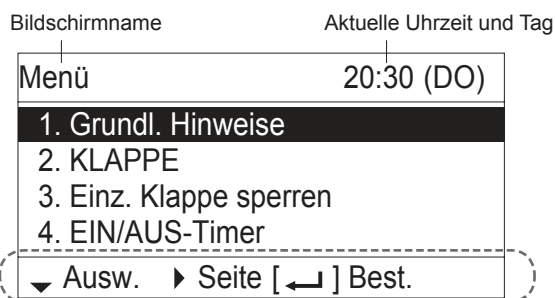 Bildschirmname Aktuelle Uhrzeit und Tag
Menü 20:30 (DO)
1. Grundl. Hinweise
2. KLAPPE
3. Einz. Klappe sperren
4. EIN/AUS-Timer
Ausw. Seite [ ] Best.